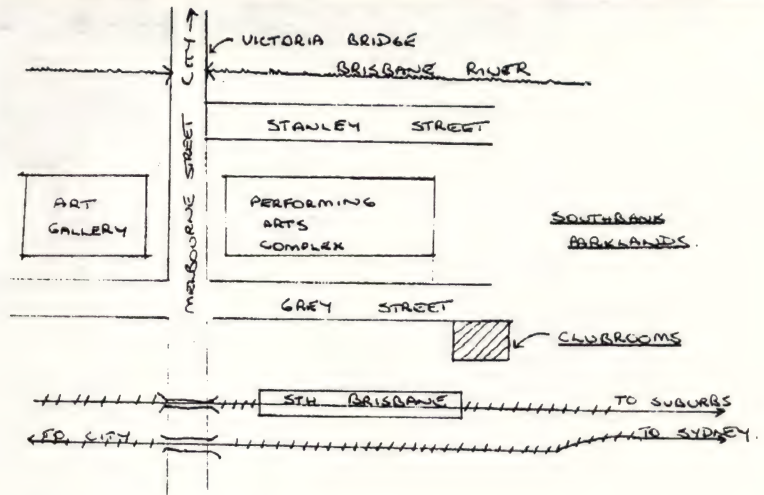 VICTORIA BRIDGE
BRISBANE RIVER
MELBOURNE STREET CITY
STANLEY STREET
ART
GALLERY
PERFORMING
ARTS
COMPLEX
SOUTHBANK
PARKLANDS.
GREY STREET
CLUBROOMS
STH BRISBANE
TO SUBURBS
TO CITY
TO SYDNEY.